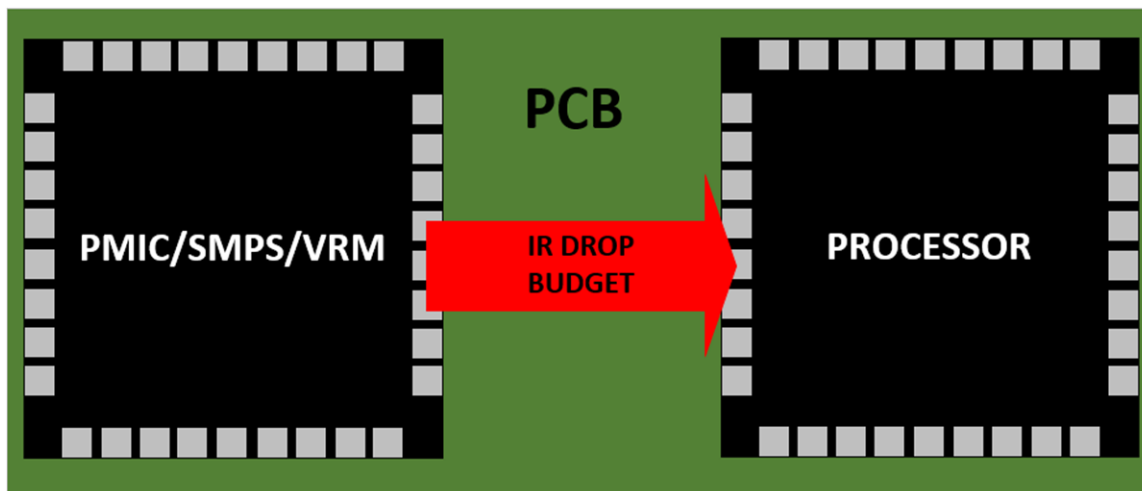 PCB
PMIC/SMPS/VRM
IR DROP
BUDGET
PROCESSOR